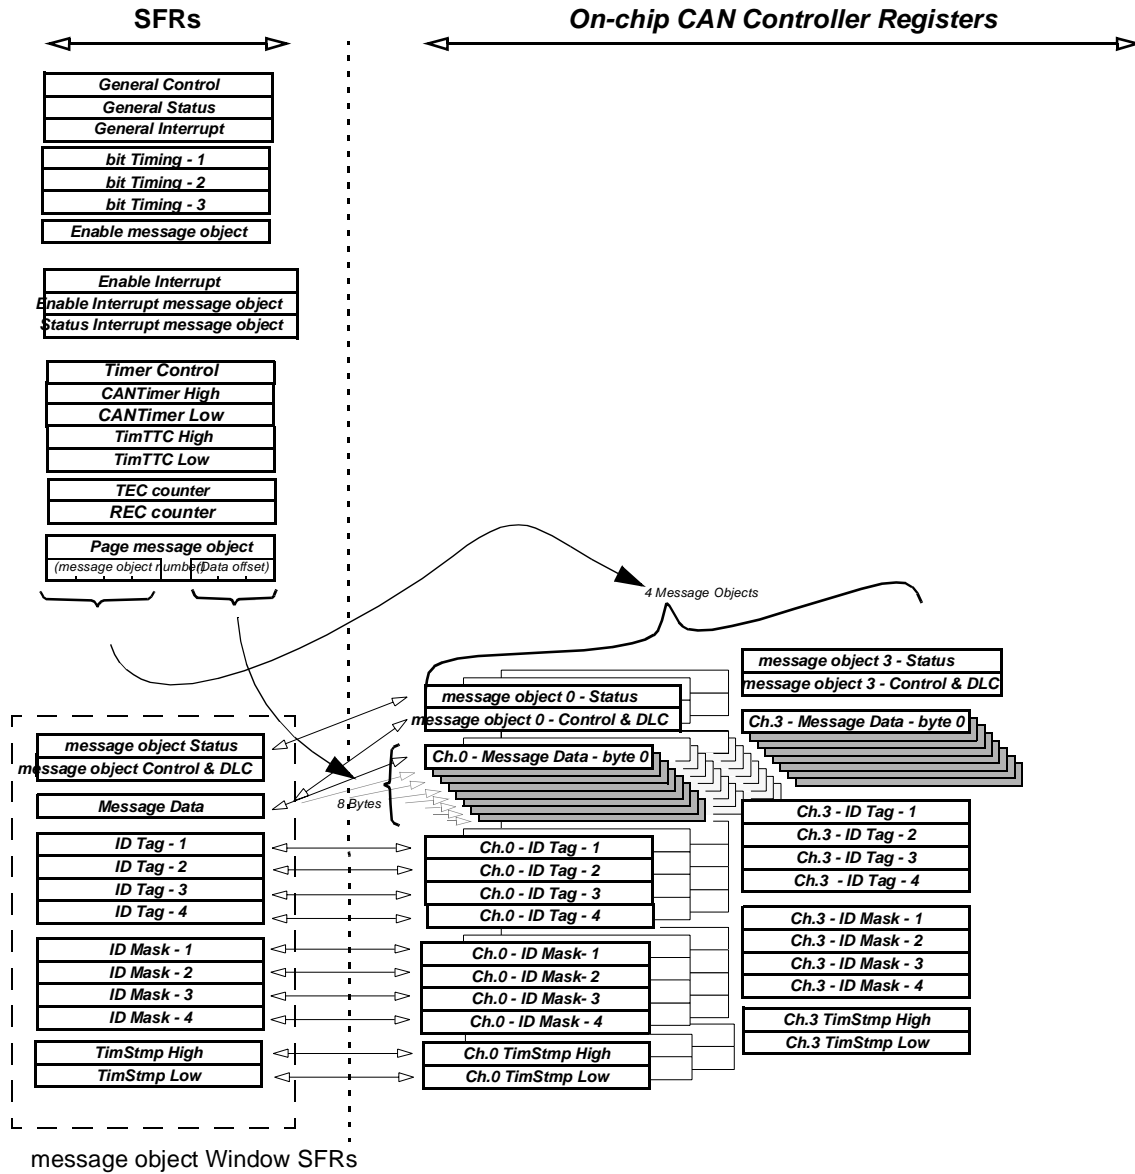 SFRs
On-chip CAN Controller Registers
General Control
General Status
General Interrupt
bit Timing - 1
bit Timing - 2
bit Timing - 3
Enable message object
Enable Interrupt
Enable Interrupt message object
Status Interrupt message object
Timer Control
CANTimer High
CANTimer Low
TimTTC High
TimTTC Low
TEC counter
REC counter
Page message object
(message object number)
(Data offset)
4 Message Objects
message object Status
message object Control & DLC
Message Data
8 Bytes
ID Tag - 1
ID Tag - 2
ID Tag - 3
ID Tag - 4
ID Mask - 1
ID Mask - 2
ID Mask - 3
ID Mask - 4
TimStmp High
TimStmp Low
message object Window SFRs
message object 0 - Status
message object 0 - Control & DLC
Ch.0 - Message Data - byte 0
Ch.0 - ID Tag - 1
Ch.0 - ID Tag - 2
Ch.0 - ID Tag - 3
Ch.0 - ID Tag - 4
Ch.0 - ID Mask- 1
Ch.0 - ID Mask- 2
Ch.0 - ID Mask- 3
Ch.0 - ID Mask - 4
Ch.0 TimStmp High
Ch.0 TimStmp Low
message object 3 - Status
message object 3 - Control & DLC
Ch.3 - Message Data - byte 0
Ch.3 - ID Tag - 1
Ch.3 - ID Tag - 2
Ch.3 - ID Tag - 3
Ch.3 - ID Tag - 4
Ch.3 - ID Mask - 1
Ch.3 - ID Mask - 2
Ch.3 - ID Mask - 3
Ch.3 - ID Mask - 4
Ch.3 TimStmp High
Ch.3 TimStmp Low